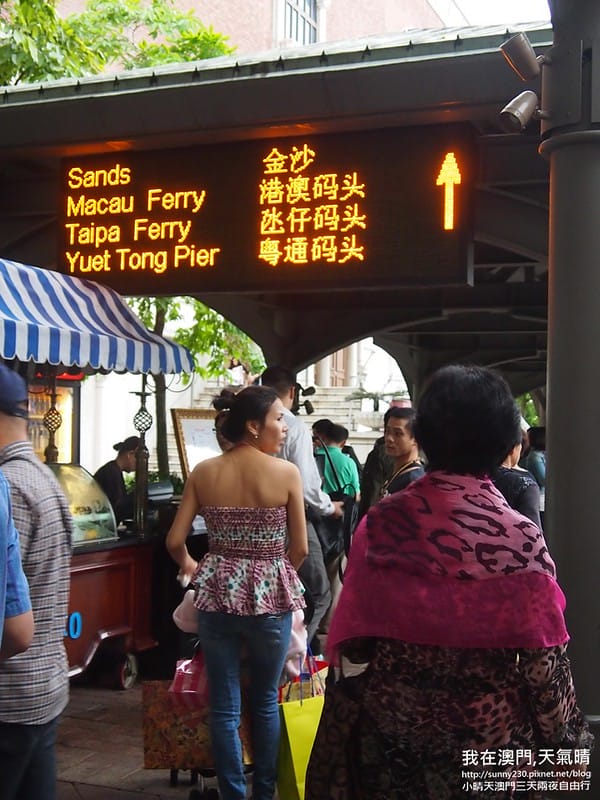 Sands 金沙
Macau Ferry 港澳码头
Taipa Ferry 氹仔码头
Yuet Tong Pier 粤通码头
我在澳門,天氣晴
http://sunny230.pixnet.net/blog
小晴天澳門三天兩夜自由行